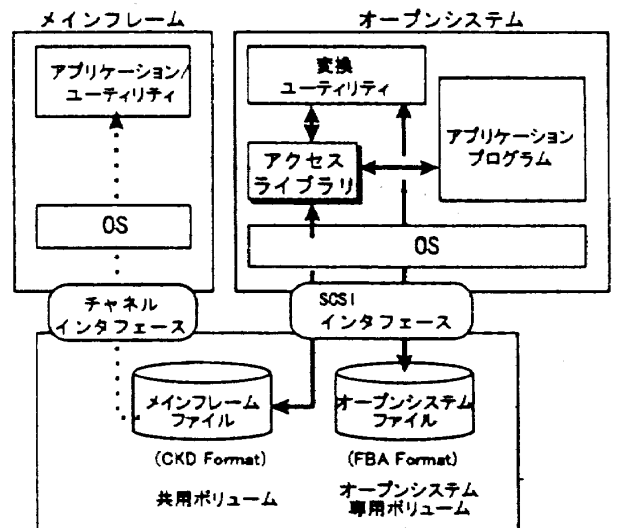 メインフレーム
オープンシステム
アプリケーション/
ユーティリティ
OS
変換
ユーティリティ
アクセス
ライブラリ
アプリケーション
プログラム
OS
チャネル
インタフェース
SCSI
インタフェース
メインフレーム
ファイル
(CKD Format)
共用ボリューム
オープンシステム
ファイル
(FBA Format)
オープンシステム
専用ボリューム